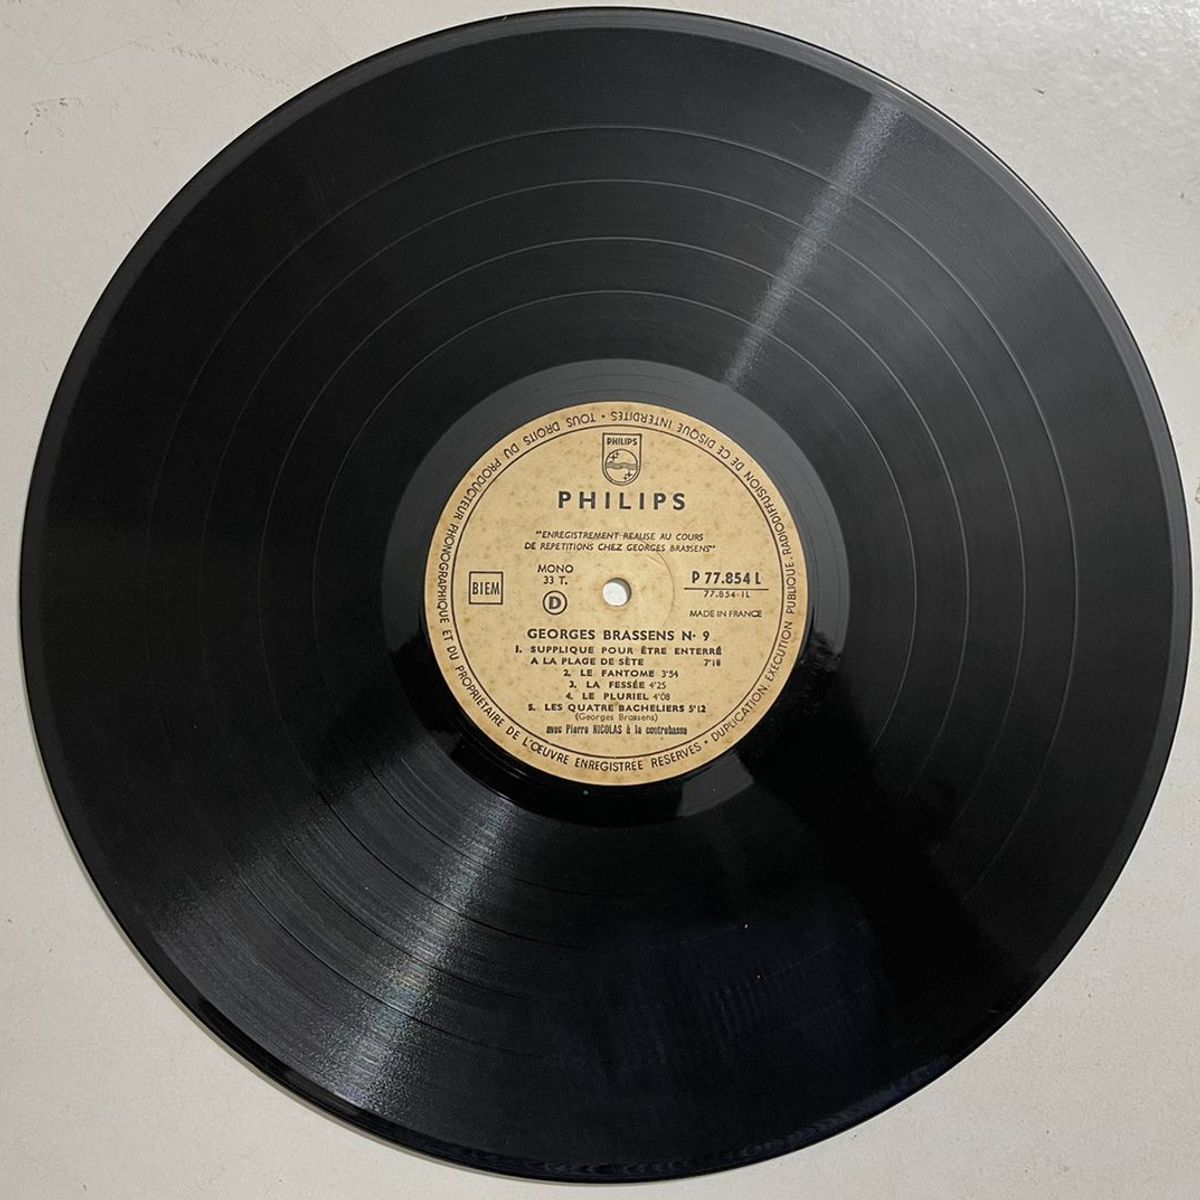 PHILIPS
PHILIPS
""ENREGISTREMENT REALISE AU COURS
DE REPETITIONS CHEZ GEORGES BRASSENS""
MONO
33 T.
BIEM
D
P 77.854 L
77.854 1L
MADE IN FRANCE
GEORGES BRASSENS N· 9
1. SUPPLIQUE POUR ÊTRE ENTERRÉ
A LA PLAGE DE SÈTE 7'18
2. LE FANTOME 3'54
3. LA FESSÉE 4'25
4. LE PLURIEL 4'08
5. LES QUATRE BACHELIERS 5'12
(Georges Brassens)
avec Pierre NICOLAS à la contrebasse
TOUS DROITS DU PRODUCTEUR PHONOGRAPHIQUE ET DU PROPRIETAIRE DE L'ŒUVRE ENREGISTRÉE RESERVES · DUPLICATION, EXECUTION PUBLIQUE, RADIODIFFUSION DE CE DISQUE INTERDITES ·